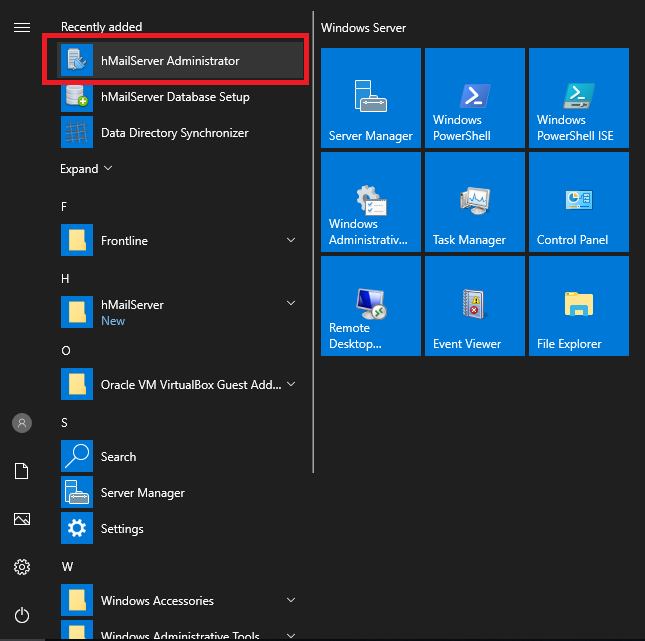 Recently added
hMailServer Administrator
hMailServer Database Setup
Data Directory Synchronizer
Expand
F
Frontline
H
hMailServer
New
O
Oracle VM VirtualBox Guest Add...
S
Search
Server Manager
Settings
W
Windows Accessories
Windows Administrative Tools
Windows Server
Server Manager
Windows
PowerShell
Windows
PowerShell ISE
Windows
Administrativ...
Task Manager
Control Panel
Remote
Desktop...
Event Viewer
File Explorer